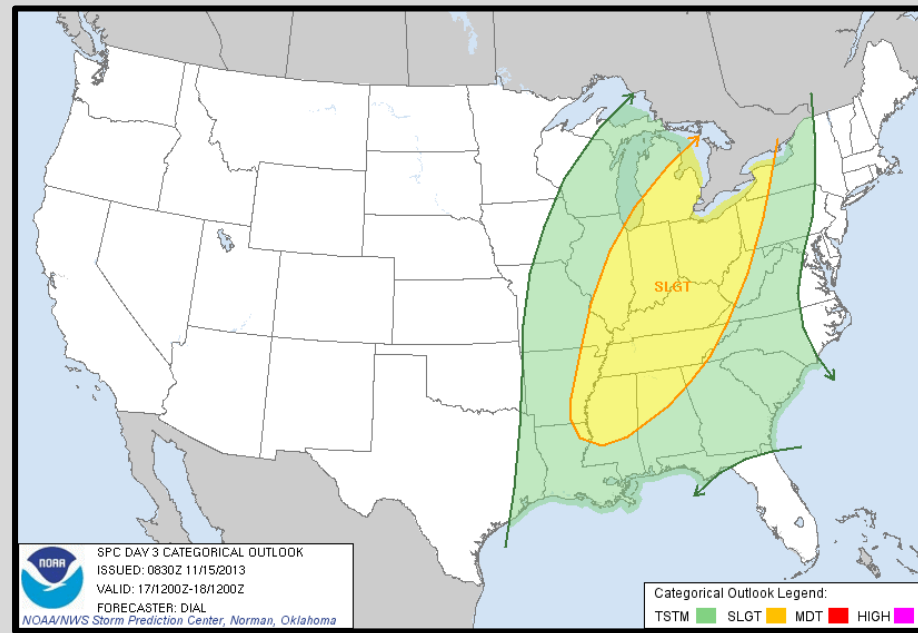 SLGT
NOAA
SPC DAY 3 CATEGORICAL OUTLOOK
ISSUED: 0830Z 11/15/2013
VALID: 17/1200Z-18/1200Z
FORECASTER: DIAL
NOAA/NWS Storm Prediction Center, Norman, Oklahoma
Categorical Outlook Legend:
TSTM SLGT MDT HIGH